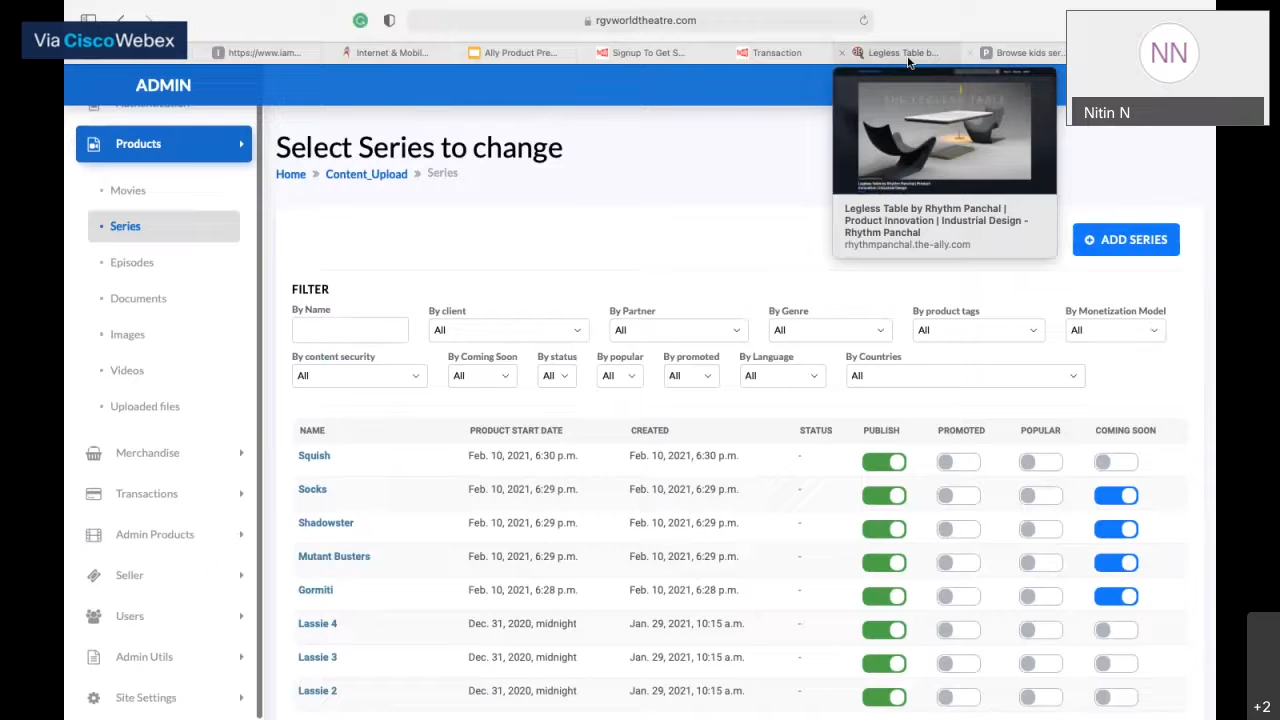 Via CiscoWebex
rgvworldtheatre.com
https://www.iam...
Internet & Mobil...
Ally Product Pre...
Signup To Get S...
Transaction
Legless Table b...
Browse kids ser...
NN
Nitin N
ADMIN
Authentication
Products
Movies
Series
Episodes
Documents
Images
Videos
Uploaded files
Merchandise
Transactions
Admin Products
Seller
Users
Admin Utils
Site Settings
Select Series to change
Home » Content_Upload » Series
Legless Table by Rhythm Panchal |
Product Innovation | Industrial Design -
Rhythm Panchal
rhythmpanchal.the-ally.com
ADD SERIES
FILTER
By Name By client By Partner By Genre By product tags By Monetization Model
All All All All All
By content security By Coming Soon By status By popular By promoted By Language By Countries
All All All All All All All
NAME PRODUCT START DATE CREATED STATUS PUBLISH PROMOTED POPULAR COMING SOON
Squish Feb. 10, 2021, 6:30 p.m. Feb. 10, 2021, 6:30 p.m. -
Socks Feb. 10, 2021, 6:29 p.m. Feb. 10, 2021, 6:29 p.m. -
Shadowster Feb. 10, 2021, 6:29 p.m. Feb. 10, 2021, 6:29 p.m. -
Mutant Busters Feb. 10, 2021, 6:29 p.m. Feb. 10, 2021, 6:29 p.m. -
Gormiti Feb. 10, 2021, 6:28 p.m. Feb. 10, 2021, 6:28 p.m. -
Lassie 4 Dec. 31, 2020, midnight Jan. 29, 2021, 10:15 a.m. -
Lassie 3 Dec. 31, 2020, midnight Jan. 29, 2021, 10:15 a.m. -
Lassie 2 Dec. 31, 2020, midnight Jan. 29, 2021, 10:15 a.m. -
+2